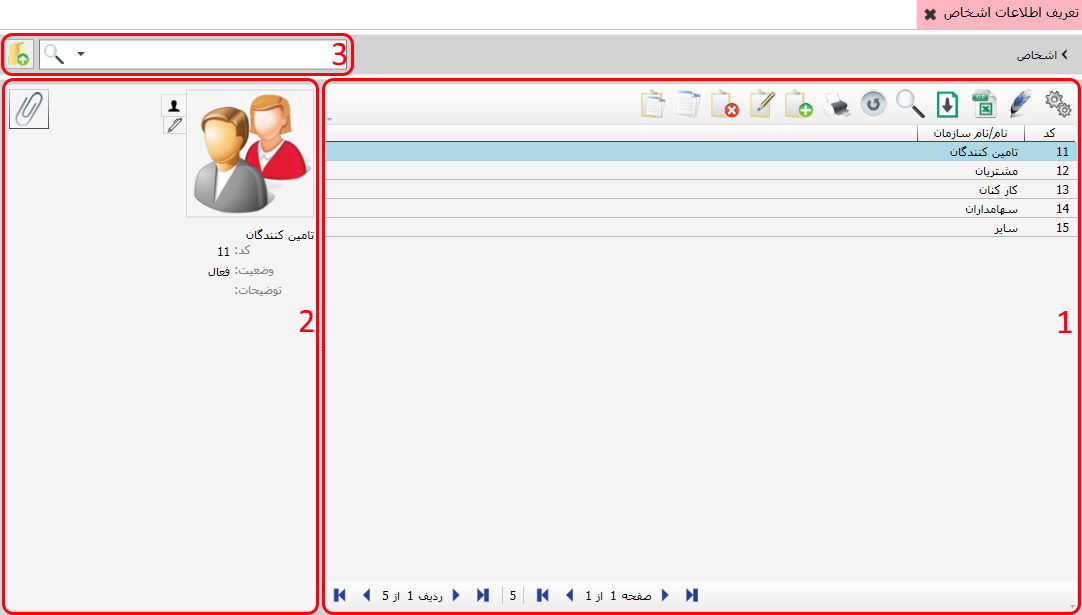 تعریف اطلاعات اشخاص
اشخاص
3
کد نام/نام سازمان
11 تامین کنندگان
12 مشتریان
13 کار کنان
14 سهامداران
15 سایر
1
صفحه 1 از 1
5
ردیف 1 از 5
تامین کنندگان
کد: 11
وضعیت: فعال
توضیحات:
2